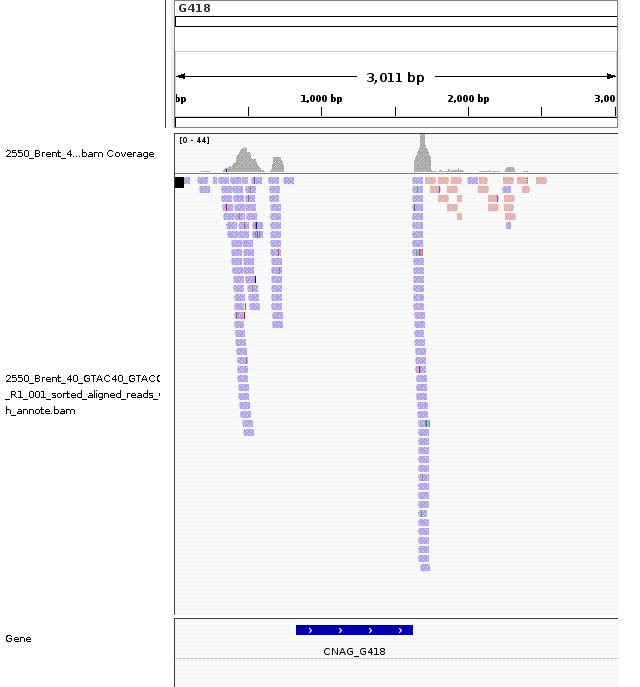 G418
3,011 bp
bp 1,000 bp 2,000 bp 3,00
[0 - 44]
2550_Brent_4...bam Coverage
2550_Brent_40_GTAC40_GTAC
_R1_001_sorted_aligned_reads_
h_annote.bam
Gene
CNAG_G418